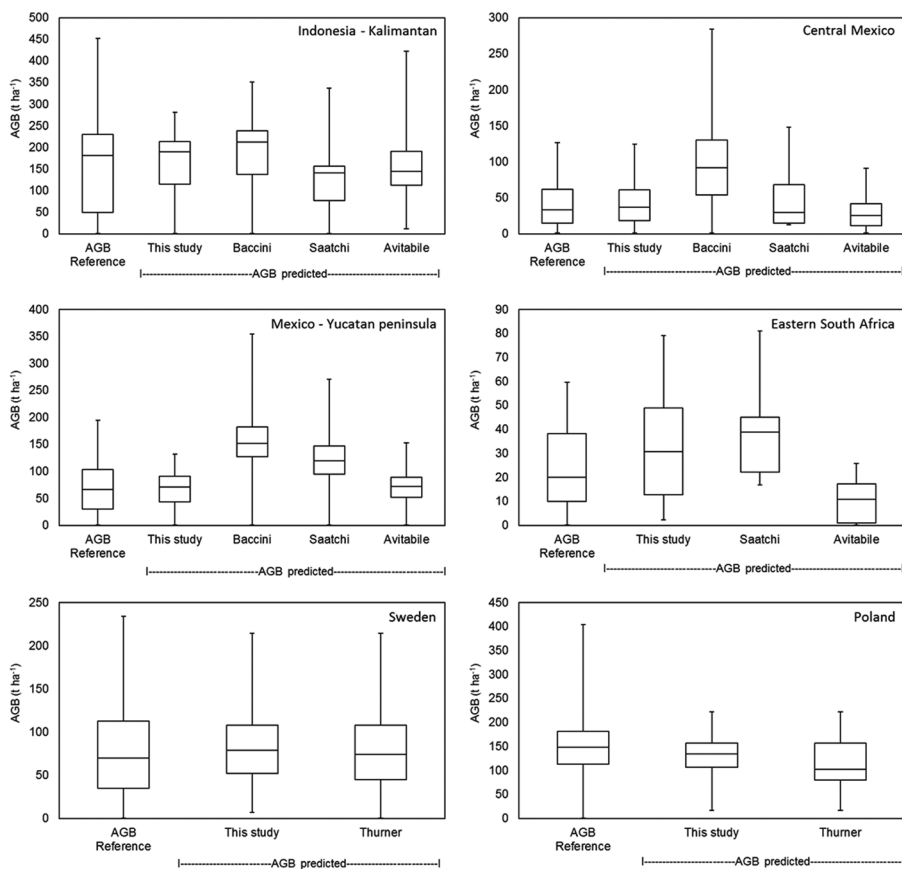 Indonesia - Kalimantan
AGB (t ha⁻¹)
500
450
400
350
300
250
200
150
100
50
0
AGB Reference
This study
Baccini
Saatchi
Avitabile
|-----------------------AGB predicted---------------------|
Central Mexico
AGB (t ha⁻¹)
300
250
200
150
100
50
0
AGB Reference
This study
Baccini
Saatchi
Avitabile
|-----------------------AGB predicted---------------------|
Mexico - Yucatan peninsula
AGB (t ha⁻¹)
400
350
300
250
200
150
100
50
0
AGB Reference
This study
Baccini
Saatchi
Avitabile
|-----------------------AGB predicted---------------------|
Eastern South Africa
AGB (t ha⁻¹)
90
80
70
60
50
40
30
20
10
0
AGB Reference
This study
Saatchi
Avitabile
|-----------------------AGB predicted---------------------|
Sweden
AGB (t ha⁻¹)
250
200
150
100
50
0
AGB Reference
This study
Thurner
|-----------------AGB predicted-----------------|
Poland
AGB (t ha⁻¹)
450
400
350
300
250
200
150
100
50
0
AGB Reference
This study
Thurner
|-----------------AGB predicted-----------------|